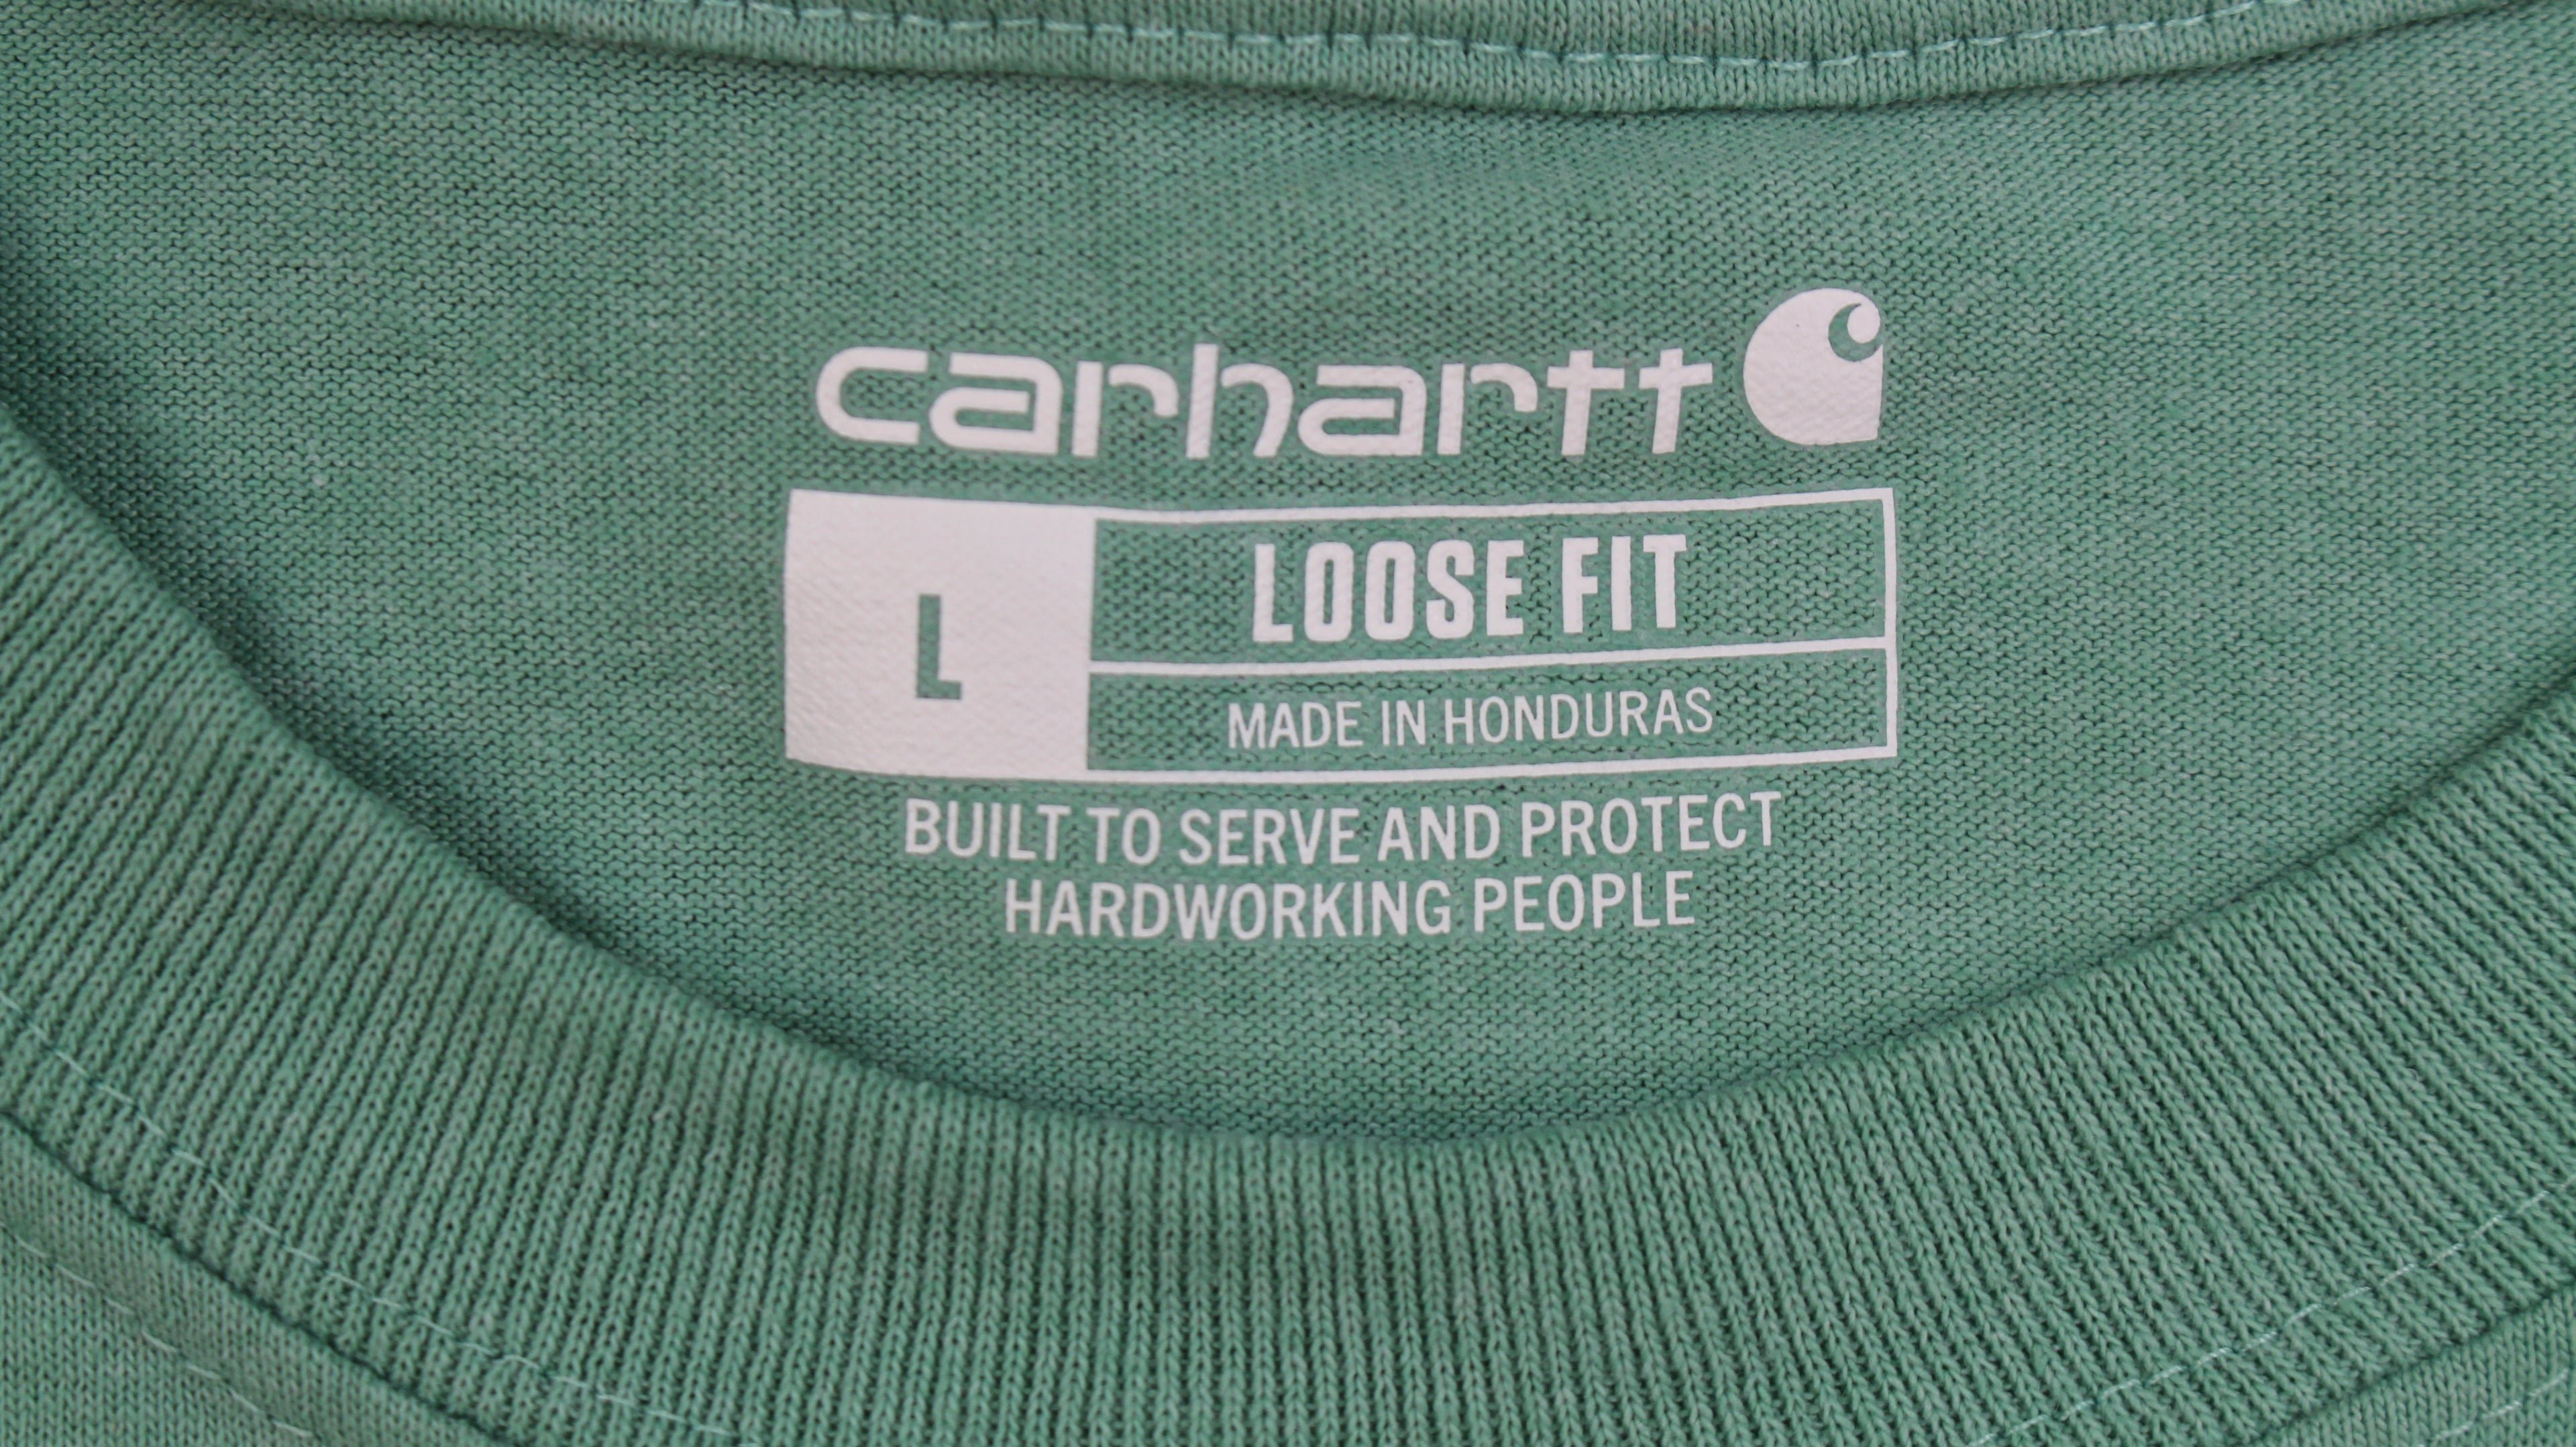 carhartt
L
LOOSE FIT
MADE IN HONDURAS
BUILT TO SERVE AND PROTECT
HARDWORKING PEOPLE